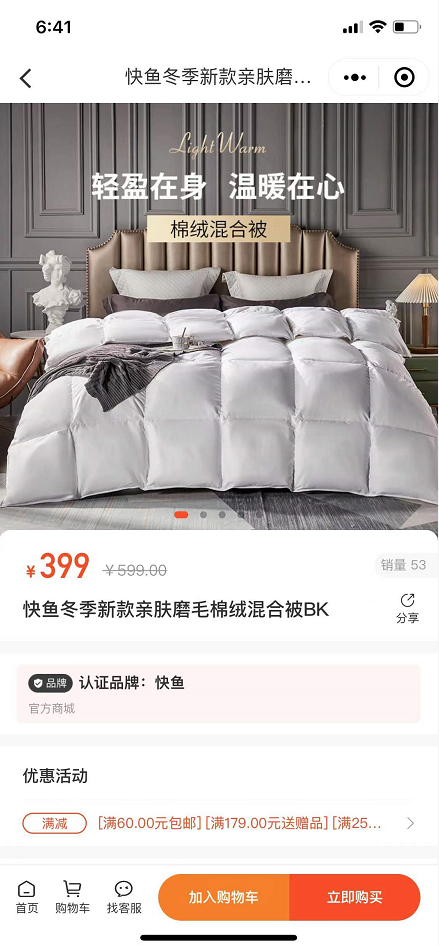 6:41
快鱼冬季新款亲肤磨...
Light Warm
轻盈在身 温暖在心
棉绒混合被
¥399 ¥599.00
销量 53
快鱼冬季新款亲肤磨毛棉绒混合被BK
分享
品牌 认证品牌：快鱼
官方商城
优惠活动
满减 [满60.00元包邮] [满179.00元送赠品] [满25...
首页 购物车 找客服 加入购物车 立即购买